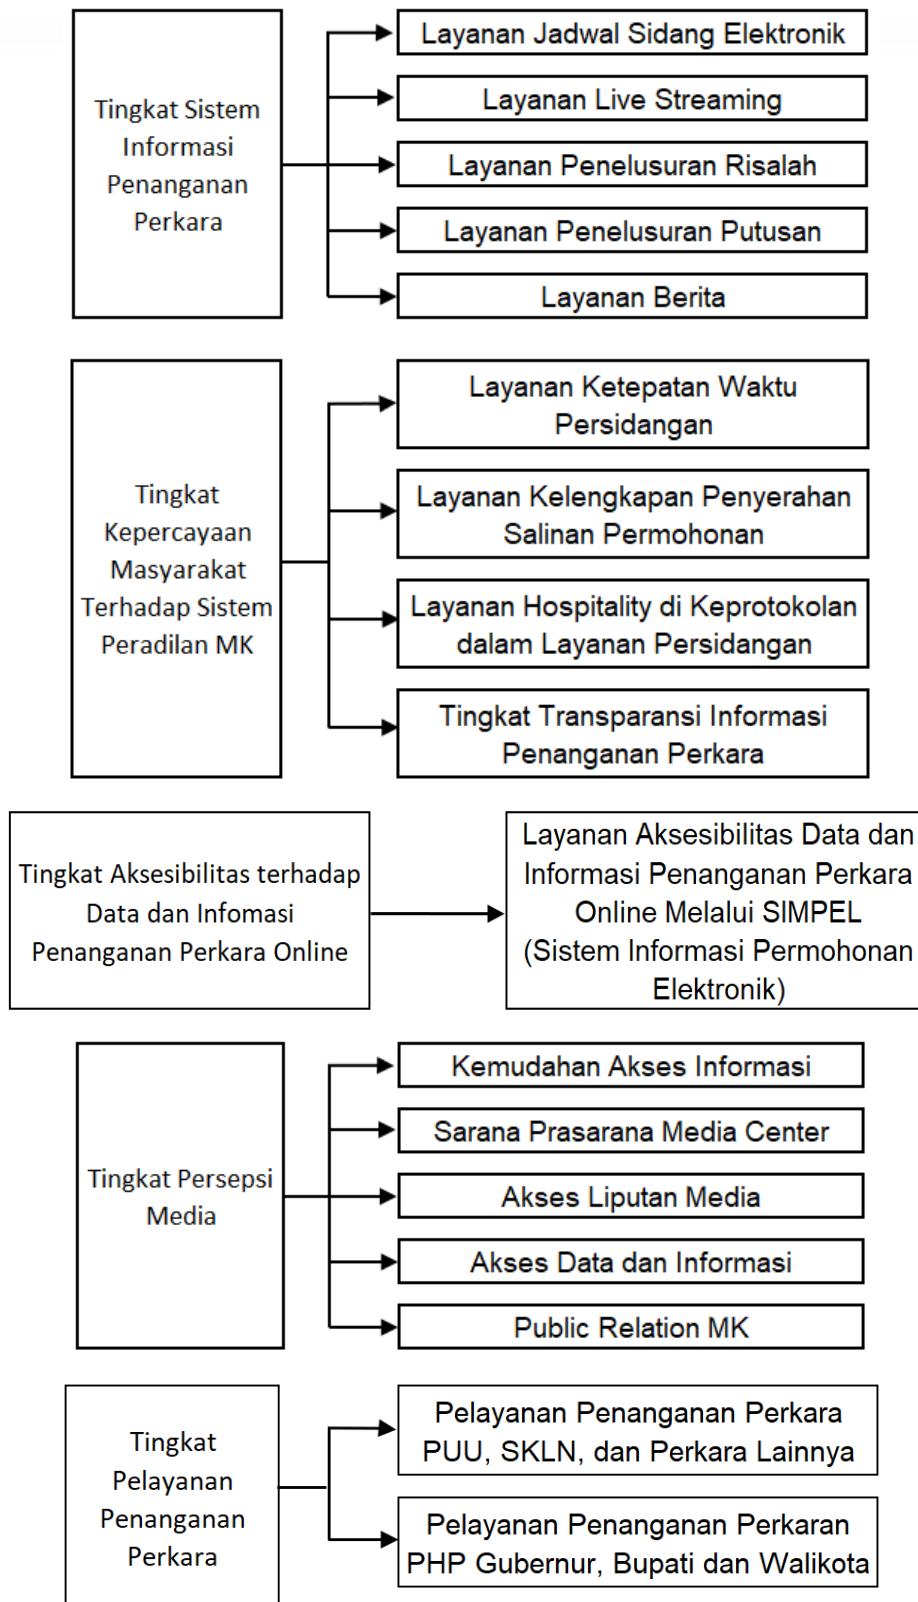 Tingkat Sistem
Informasi
Penanganan
Perkara
Layanan Jadwal Sidang Elektronik
Layanan Live Streaming
Layanan Penelusuran Risalah
Layanan Penelusuran Putusan
Layanan Berita
Tingkat
Kepercayaan
Masyarakat
Terhadap Sistem
Peradilan MK
Layanan Ketepatan Waktu
Persidangan
Layanan Kelengkapan Penyerahan
Salinan Permohonan
Layanan Hospitality di Keprotokolan
dalam Layanan Persidangan
Tingkat Transparansi Informasi
Penanganan Perkara
Tingkat Aksesibilitas terhadap
Data dan Infomasi
Penanganan Perkara Online
Layanan Aksesibilitas Data dan
Informasi Penanganan Perkara
Online Melalui SIMPEL
(Sistem Informasi Permohonan
Elektronik)
Tingkat Persepsi
Media
Kemudahan Akses Informasi
Sarana Prasarana Media Center
Akses Liputan Media
Akses Data dan Informasi
Public Relation MK
Tingkat
Pelayanan
Penanganan
Perkara
Pelayanan Penanganan Perkara
PUU, SKLN, dan Perkara Lainnya
Pelayanan Penanganan Perkaran
PHP Gubernur, Bupati dan Walikota